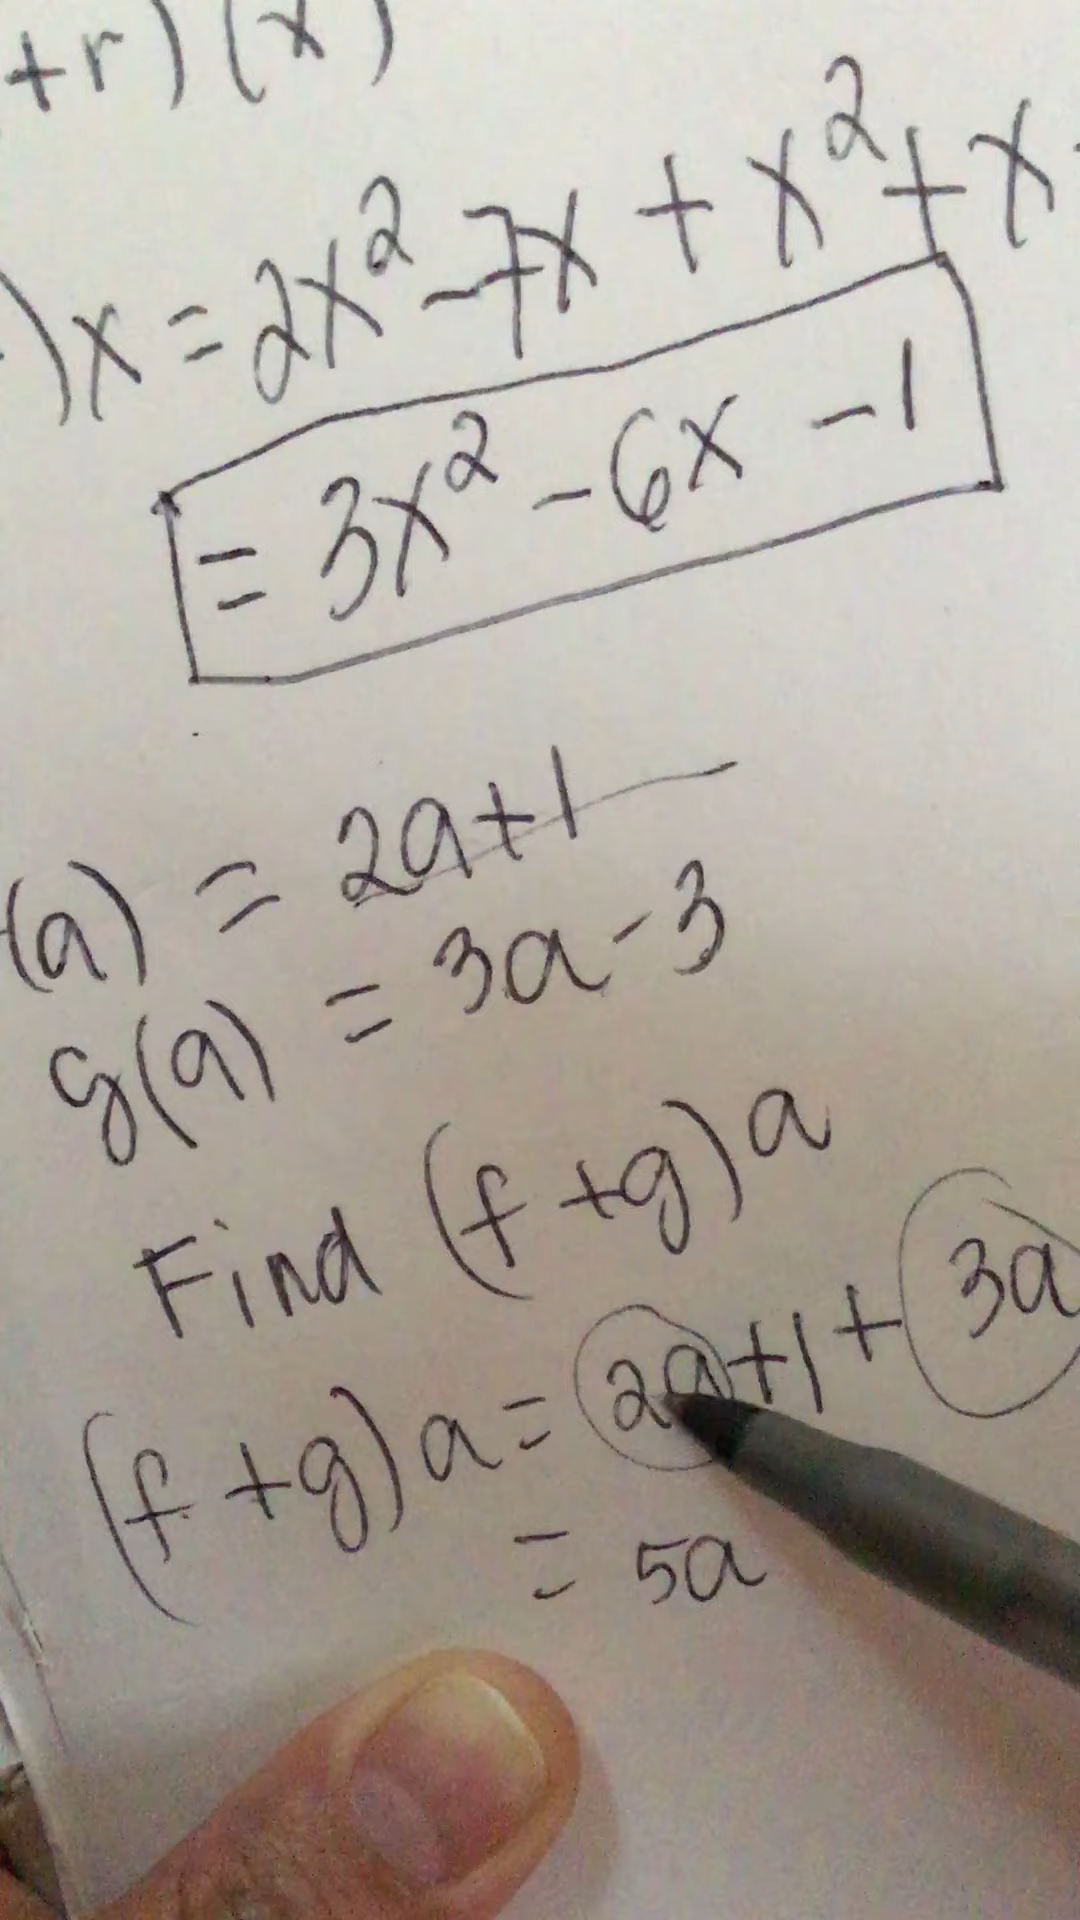 +r)(x)
)x = 2x² - 7x + x² + x
= 3x² - 6x - 1
(a) = 2a+1
g(a) = 3a - 3
Find (f +g)a
(f +g)a = 2a +1 + 3a
= 5a